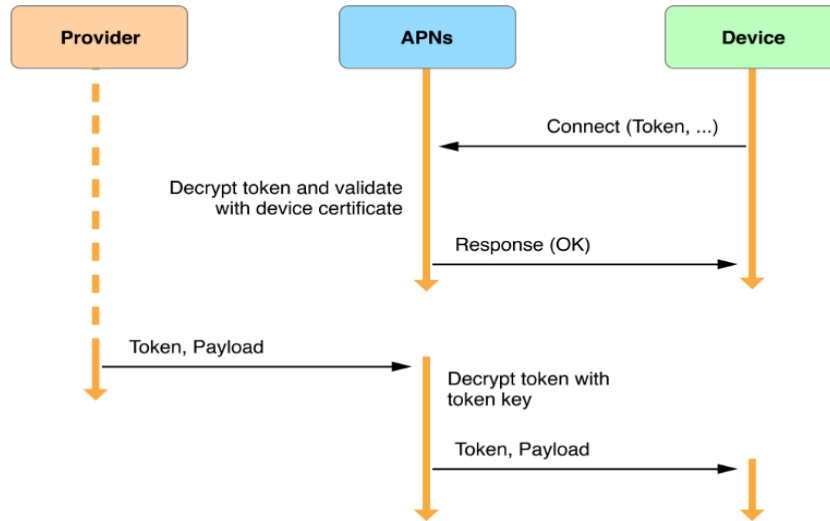 Provider
APNs
Device
Connect (Token, ...)
Decrypt token and validate
with device certificate
Response (OK)
Token, Payload
Decrypt token with
token key
Token, Payload